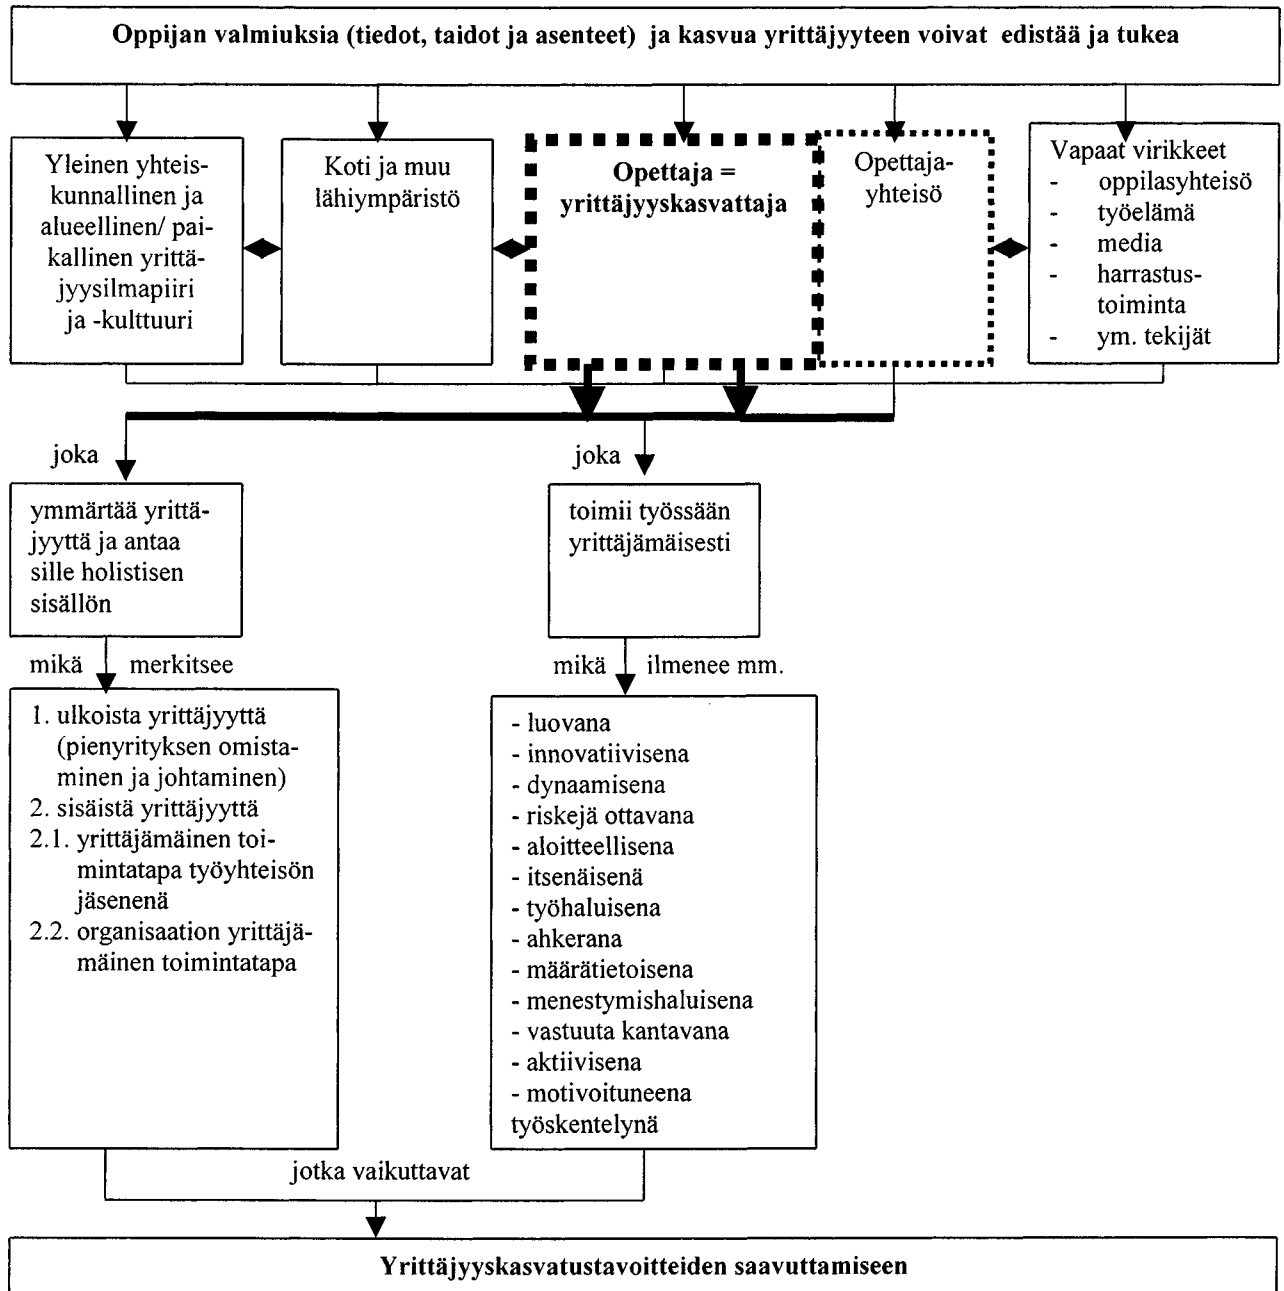 Oppijan valmiuksia (tiedot, taidot ja asenteet) ja kasvua yrittäjyyteen voivat edistää ja tukea
Yleinen yhteis-
kunnallinen ja
alueellinen/ pai-
kallinen yrittä-
jyysilmapiiri
ja -kulttuuri
Koti ja muu
lähiympäristö
Opettaja =
yrittäjyyskasvattaja
Opettaja-
yhteisö
Vapaat virikkeet
- oppilasyhteisö
- työelämä
- media
- harrastus-
toiminta
- ym. tekijät
joka
joka
ymmärtää yrittä-
jyyttä ja antaa
sille holistisen
sisällön
toimii työssään
yrittäjämäisesti
mikä merkitsee
mikä ilmenee mm.
1. ulkoista yrittäjyyttä
(pienyrityksen omista-
minen ja johtaminen)
2. sisäistä yrittäjyyttä
2.1. yrittäjämäinen toi-
mintatapa työyhteisön
jäsenenä
2.2. organisaation yrittäjä-
mäinen toimintatapa
- luovana
- innovatiivisena
- dynaamisena
- riskejä ottavana
- aloitteellisena
- itsenäisenä
- työhaluisena
- ahkerana
- määrätietoisena
- menestymishaluisena
- vastuuta kantavana
- aktiivisena
- motivoituneena
työskentelynä
jotka vaikuttavat
Yrittäjyyskasvatustavoitteiden saavuttamiseen